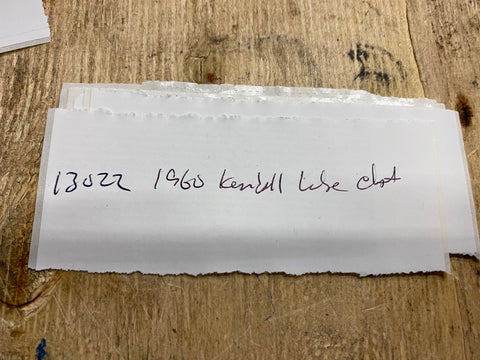 13022 1960 Kendall Lube chart